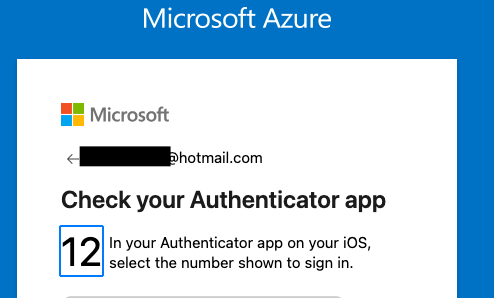 Microsoft Azure
Microsoft
@hotmail.com
Check your Authenticator app
12
In your Authenticator app on your iOS,
select the number shown to sign in.